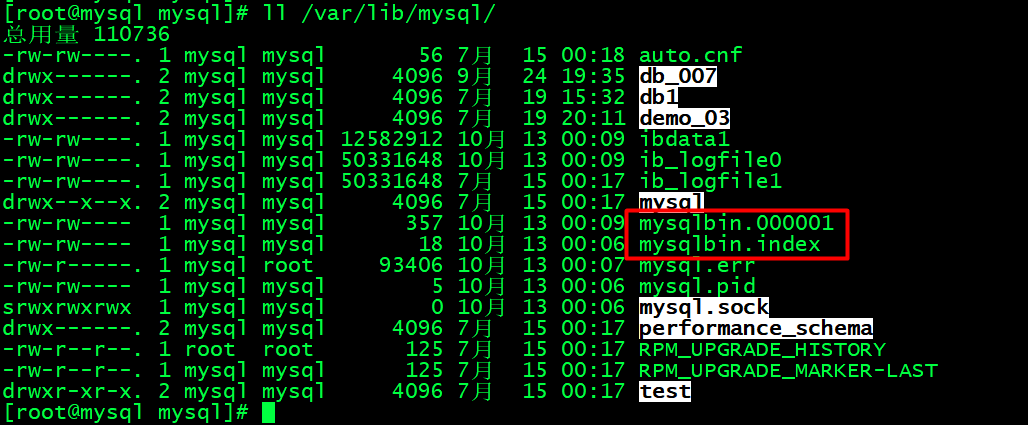 [root@mysql mysql]# ll /var/lib/mysql/
总用量 110736
-rw-rw----. 1 mysql mysql       56 7月  15 00:18 auto.cnf
drwx------. 2 mysql mysql     4096 9月  24 19:35 db_007
drwx------. 2 mysql mysql     4096 7月  19 15:32 db1
drwx------. 2 mysql mysql     4096 7月  19 20:11 demo_03
-rw-rw----. 1 mysql mysql 12582912 10月 13 00:09 ibdata1
-rw-rw----. 1 mysql mysql 50331648 10月 13 00:09 ib_logfile0
-rw-rw----. 1 mysql mysql 50331648 7月  15 00:17 ib_logfile1
drwx--x--x. 2 mysql mysql     4096 7月  15 00:17 mysql
-rw-rw----  1 mysql mysql      357 10月 13 00:09 mysqlbin.000001
-rw-rw----  1 mysql mysql       18 10月 13 00:06 mysqlbin.index
-rw-r-----  1 mysql root     93406 10月 13 00:07 mysql.err
-rw-rw----  1 mysql mysql        5 10月 13 00:06 mysql.pid
srwxrwxrwx  1 mysql mysql        0 10月 13 00:06 mysql.sock
drwx------. 2 mysql mysql     4096 7月  15 00:17 performance_schema
-rw-r--r--. 1 root  root       125 7月  15 00:17 RPM_UPGRADE_HISTORY
-rw-r--r--. 1 mysql mysql      125 7月  15 00:17 RPM_UPGRADE_MARKER-LAST
drwxr-xr-x. 2 mysql mysql     4096 7月  15 00:17 test
[root@mysql mysql]#